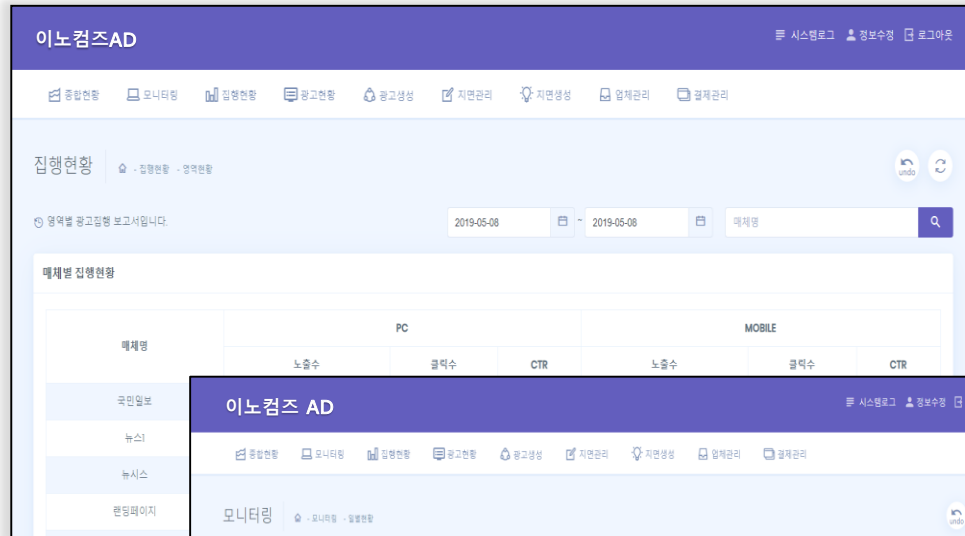 이노컴즈AD
시스템로그 정보수정 로그아웃
종합현황 모니터링 집행현황 광고현황 광고생성 지면관리 지면생성 업체관리 결제관리
집행현황 - 집행현황 - 영역현황
undo
영역별 광고집행 보고서입니다.
2019-05-08 ~ 2019-05-08 매체명
매체별 집행현황
매체명 PC MOBILE
노출수 클릭수 CTR 노출수 클릭수 CTR
국민일보
뉴스1
뉴시스
랜딩페이지
이노컴즈 AD
시스템로그 정보수정
종합현황 모니터링 집행현황 광고현황 광고생성 지면관리 지면생성 업체관리 결제관리
모니터링 - 모니터링 - 일별현황
undo